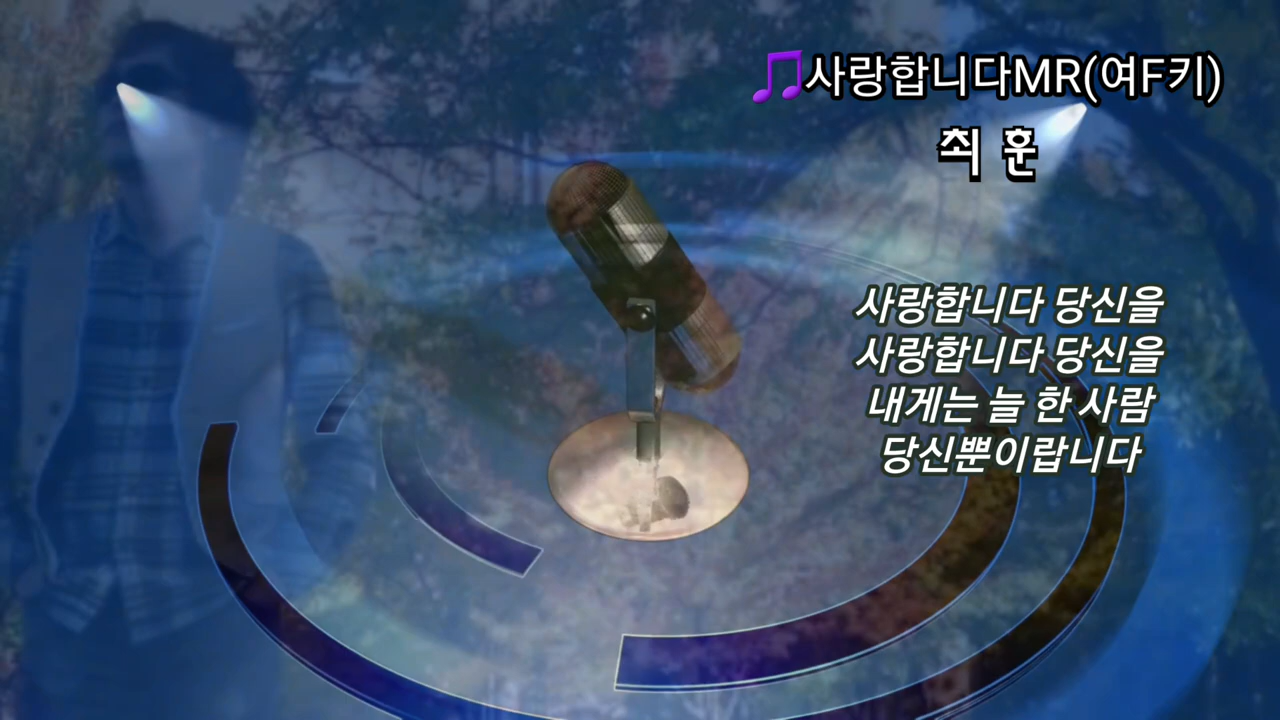 🎵사랑합니다MR(여F키)
최 훈
사랑합니다 당신을
사랑합니다 당신을
내게는 늘 한 사람
당신뿐이랍니다